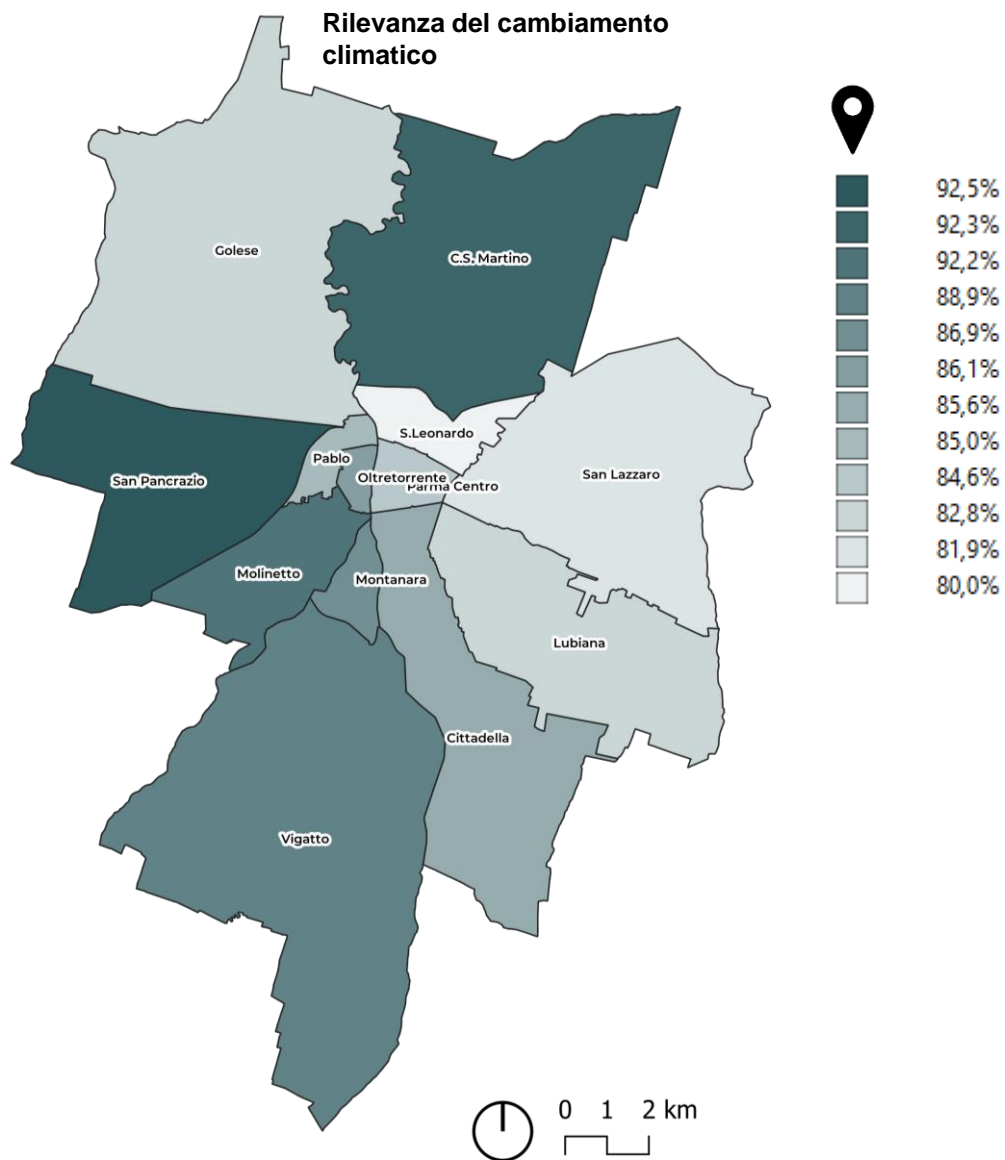 Rilevanza del cambiamento
climatico
Golese
C.S. Martino
S.Leonardo
Pablo
Oltretorrente
Parma Centro
San Pancrazio
San Lazzaro
Molinetto
Montanara
Lubiana
Cittadella
Vigatto
92,5%
92,3%
92,2%
88,9%
86,9%
86,1%
85,6%
85,0%
84,6%
82,8%
81,9%
80,0%
0 1 2 km